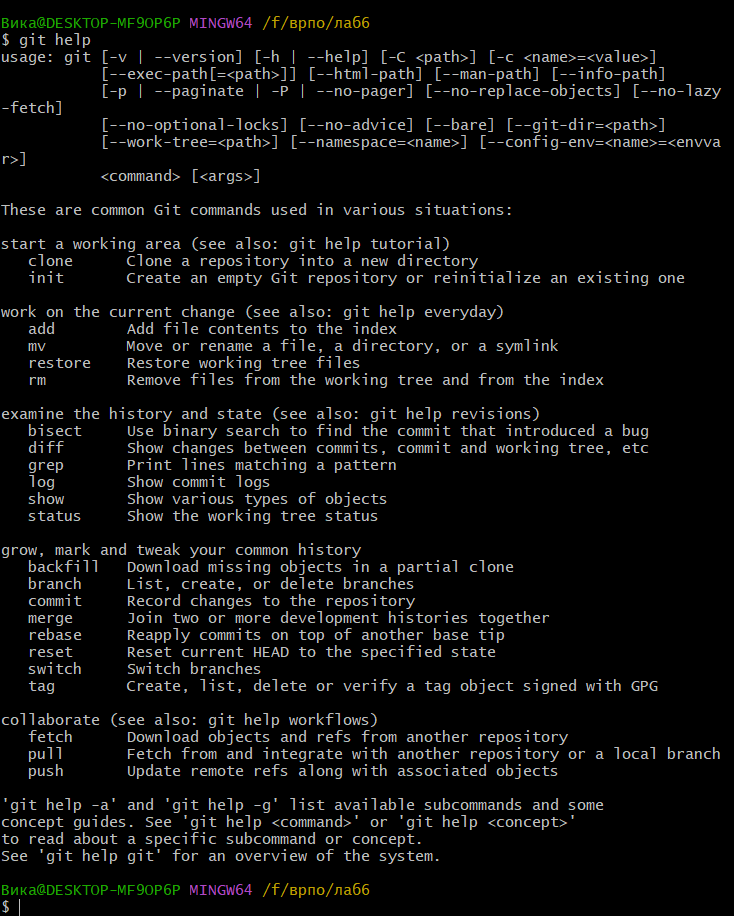 Вика@DESKTOP-MF9OP6P MINGW64 /f/врпо/лаб6
$ git help
usage: git [-v | --version] [-h | --help] [-C <path>] [-c <name>=<value>]
           [--exec-path[=<path>]] [--html-path] [--man-path] [--info-path]
           [-p | --paginate | -P | --no-pager] [--no-replace-objects] [--no-lazy
-fetch]
           [--no-optional-locks] [--no-advice] [--bare] [--git-dir=<path>]
           [--work-tree=<path>] [--namespace=<name>] [--config-env=<name>=<envva
r>]
           <command> [<args>]

These are common Git commands used in various situations:

start a working area (see also: git help tutorial)
   clone      Clone a repository into a new directory
   init       Create an empty Git repository or reinitialize an existing one

work on the current change (see also: git help everyday)
   add        Add file contents to the index
   mv         Move or rename a file, a directory, or a symlink
   restore    Restore working tree files
   rm         Remove files from the working tree and from the index

examine the history and state (see also: git help revisions)
   bisect     Use binary search to find the commit that introduced a bug
   diff       Show changes between commits, commit and working tree, etc
   grep       Print lines matching a pattern
   log        Show commit logs
   show       Show various types of objects
   status     Show the working tree status

grow, mark and tweak your common history
   backfill   Download missing objects in a partial clone
   branch     List, create, or delete branches
   commit     Record changes to the repository
   merge      Join two or more development histories together
   rebase     Reapply commits on top of another base tip
   reset      Reset current HEAD to the specified state
   switch     Switch branches
   tag        Create, list, delete or verify a tag object signed with GPG

collaborate (see also: git help workflows)
   fetch      Download objects and refs from another repository
   pull       Fetch from and integrate with another repository or a local branch
   push       Update remote refs along with associated objects

'git help -a' and 'git help -g' list available subcommands and some
concept guides. See 'git help <command>' or 'git help <concept>'
to read about a specific subcommand or concept.
See 'git help git' for an overview of the system.

Вика@DESKTOP-MF9OP6P MINGW64 /f/врпо/лаб6
$